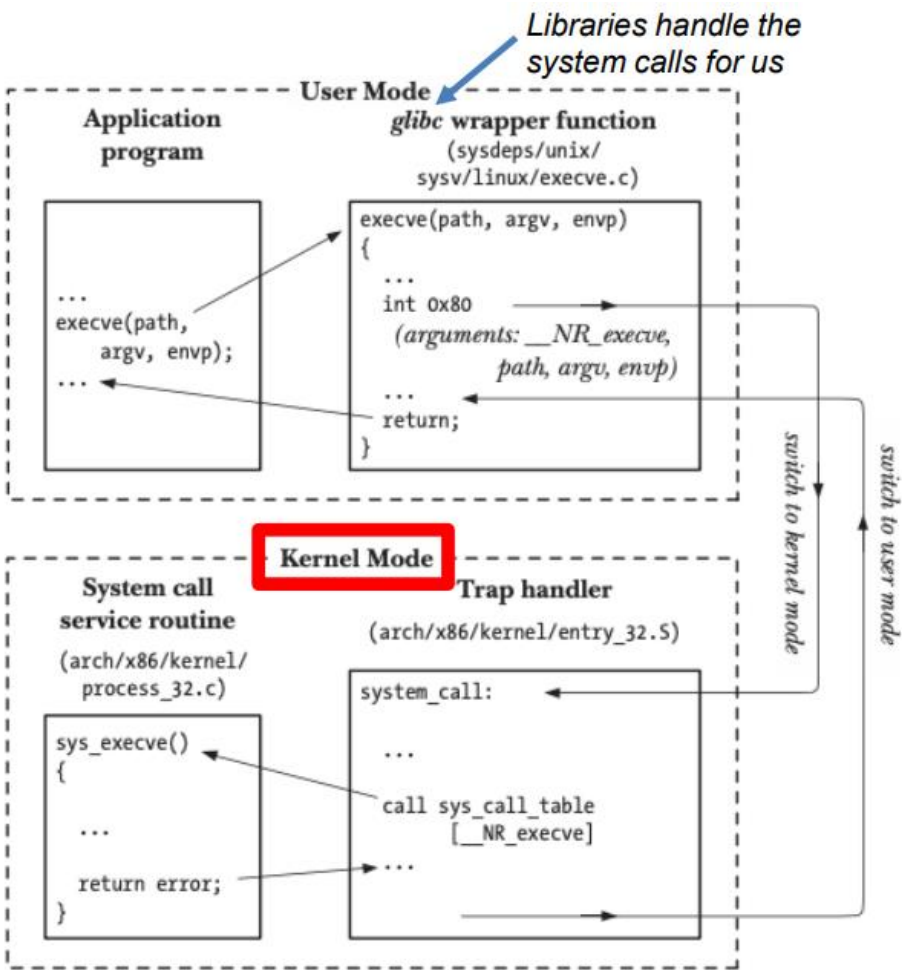 Libraries handle the
system calls for us
User Mode
Application
program
glibc wrapper function
(sysdeps/unix/
sysv/linux/execve.c)
...
execve(path,
argv, envp);
...
execve(path, argv, envp)
{
...
int 0x80
(arguments: __NR_execve,
path, argv, envp)
...
return;
}
switch to kernel mode
switch to user mode
Kernel Mode
System call
service routine
(arch/x86/kernel/
process_32.c)
Trap handler
(arch/x86/kernel/entry_32.S)
sys_execve()
{
...
return error;
}
system_call:
...
call sys_call_table
[__NR_execve]
...